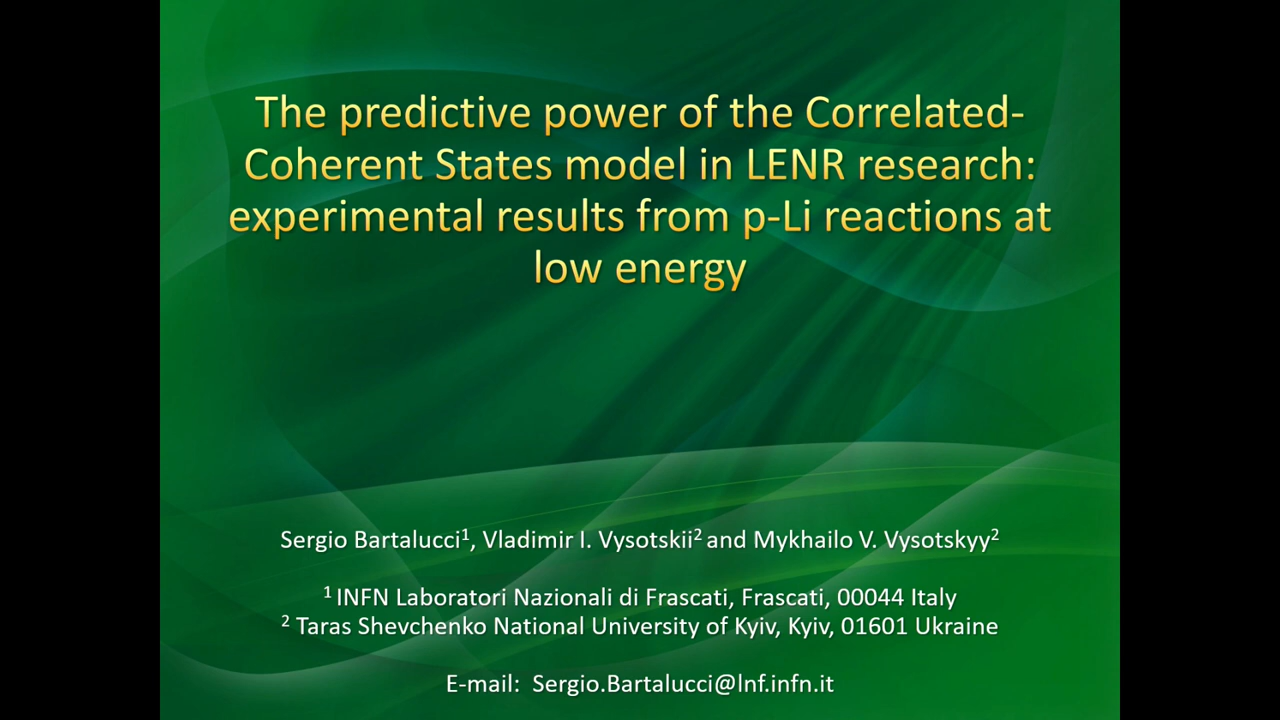 The predictive power of the Correlated-
Coherent States model in LENR research:
experimental results from p-Li reactions at
low energy
Sergio Bartalucci¹, Vladimir I. Vysotskii² and Mykhailo V. Vysotskyy²
¹ INFN Laboratori Nazionali di Frascati, Frascati, 00044 Italy
² Taras Shevchenko National University of Kyiv, Kyiv, 01601 Ukraine
E-mail: Sergio.Bartalucci@lnf.infn.it